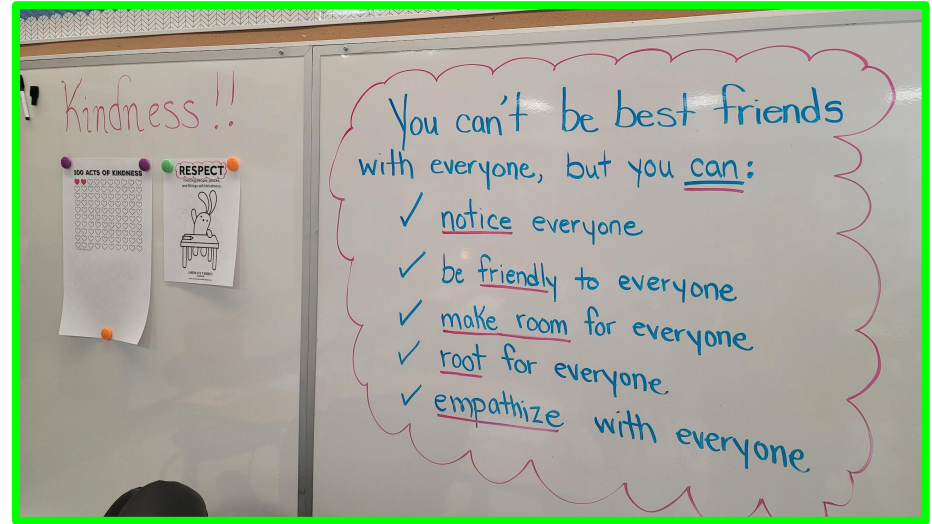 Kindness!!
100 ACTS OF KINDNESS
RESPECT
You can't be best friends
with everyone, but you can:
✓ notice everyone
✓ be friendly to everyone
✓ make room for everyone
✓ root for everyone
✓ empathize with everyone